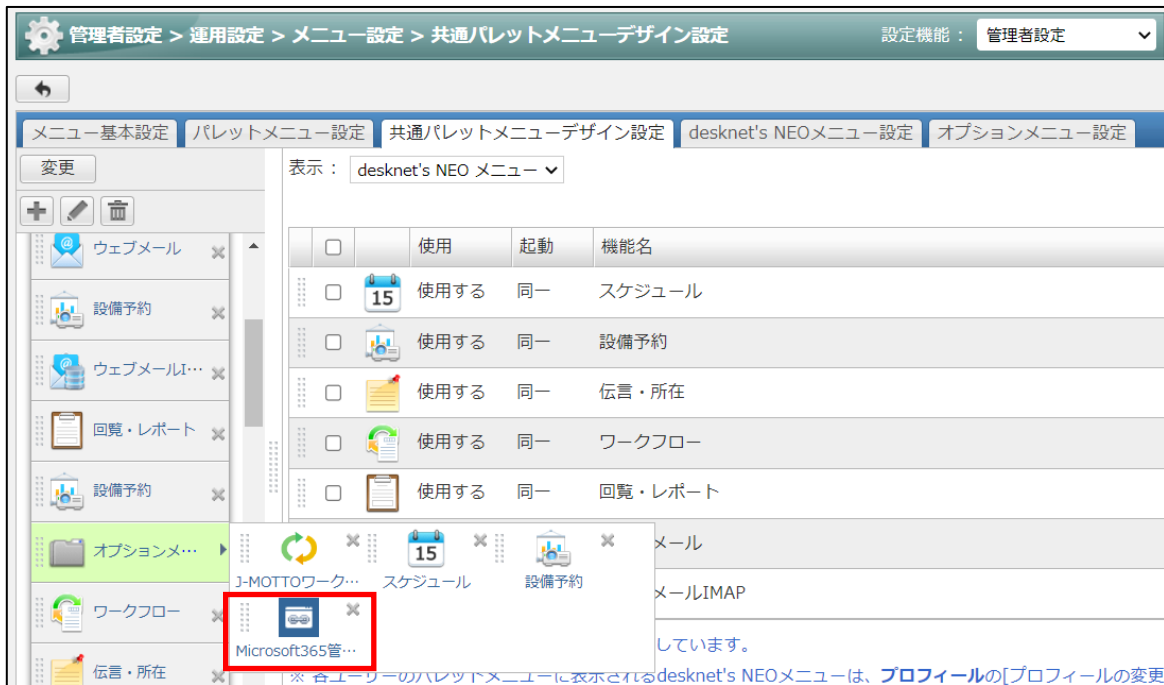 管理者設定 > 運用設定 > メニュー設定 > 共通パレットメニューデザイン設定
設定機能： 管理者設定
メニュー基本設定 パレットメニュー設定 共通パレットメニューデザイン設定 desknet's NEOメニュー設定 オプションメニュー設定
変更
表示： desknet's NEO メニュー
使用 起動 機能名
ウェブメール
設備予約
ウェブメールI…
回覧・レポート
設備予約
オプションメ…
ワークフロー
伝言・所在
15 使用する 同一 スケジュール
使用する 同一 設備予約
使用する 同一 伝言・所在
使用する 同一 ワークフロー
使用する 同一 回覧・レポート
メール
メールIMAP
15
J-MOTTOワーク… スケジュール 設備予約
Microsoft365管…
しています。
※ 各ユーザーのパレットメニューに表示されるdesknet's NEOメニューは、プロフィールの[プロフィールの変更